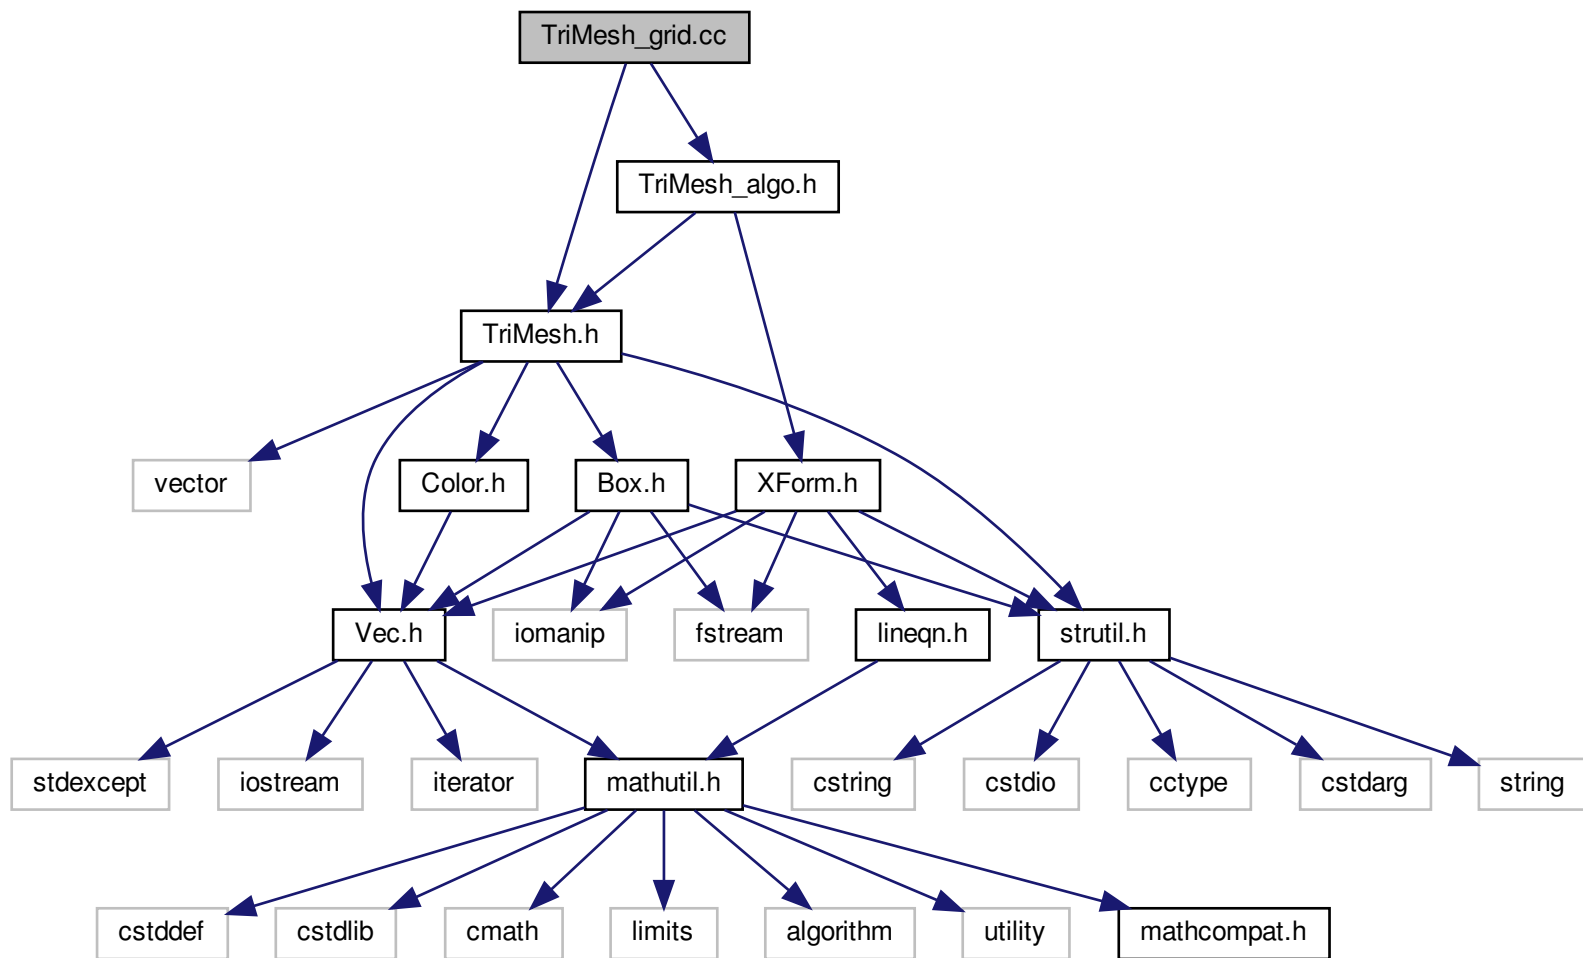 TriMesh_grid.cc
TriMesh_algo.h
TriMesh.h
vector
Color.h
Box.h
XForm.h
Vec.h
iomanip
fstream
lineqn.h
strutil.h
stdexcept
iostream
iterator
mathutil.h
cstring
cstdio
cctype
cstdarg
string
cstddef
cstdlib
cmath
limits
algorithm
utility
mathcompat.h